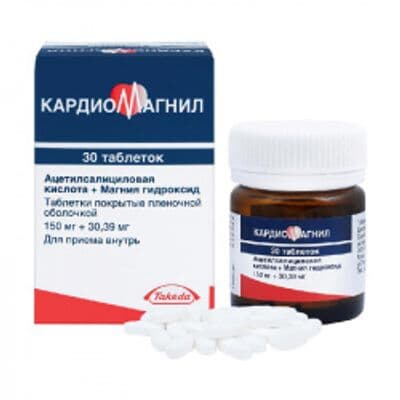 КАРДИОМАГНИЛ
30 таблеток
Ацетилсалициловая
кислота + Магния гидроксид
Таблетки покрытые пленочной
оболочкой
150 мг + 30,39 мг
Для приема внутрь
Takeda
КАРДИОМАГНИЛ
30 таблеток
Ацетилсалициловая
кислота + Магния гидроксид
150 мг + 30,39 мг